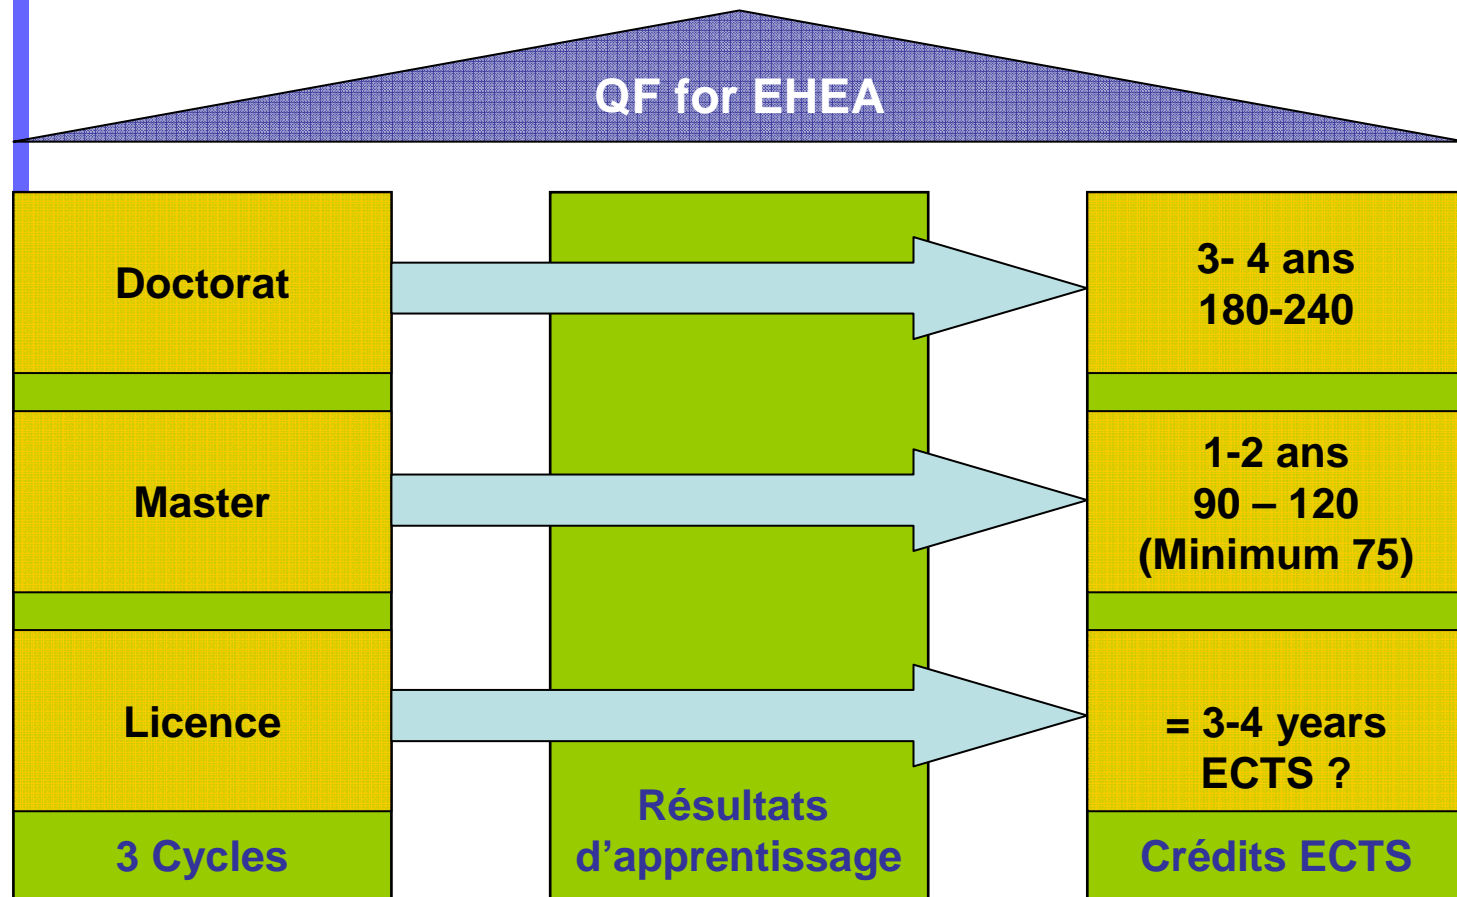 QF for EHEA
Doctorat
3- 4 ans
180-240
Master
1-2 ans
90 – 120
(Minimum 75)
Licence
= 3-4 years
ECTS ?
3 Cycles
Résultats
d’apprentissage
Crédits ECTS